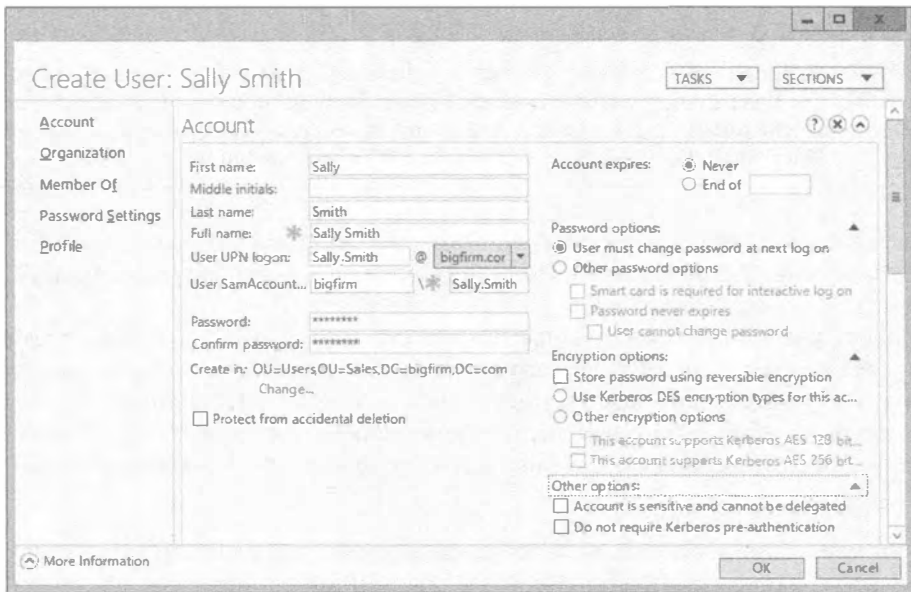 Create User: Sally Smith
TASKS
SECTIONS
Account
Organization
Member Of
Password Settings
Profile
Account
First name: Sally
Middle initials:
Last name: Smith
Full name: * Sally Smith
User UPN logon: Sally.Smith @ bigfirm.cor
User SamAccount... bigfirm \* Sally.Smith
Password: ********
Confirm password: ********
Create in: OU=Users,OU=Sales,DC=bigfirm,DC=com
Change...
Protect from accidental deletion
Account expires: Never
End of
Password options:
User must change password at next log on
Other password options
Smart card is required for interactive log on
Password never expires
User cannot change password
Encryption options:
Store password using reversible encryption
Use Kerberos DES encryption types for this ac...
Other encryption options
This account supports Kerberos AES 128 bit...
This account supports Kerberos AES 256 bit...
Other options:
Account is sensitive and cannot be delegated
Do not require Kerberos pre-authentication
More Information
OK
Cancel